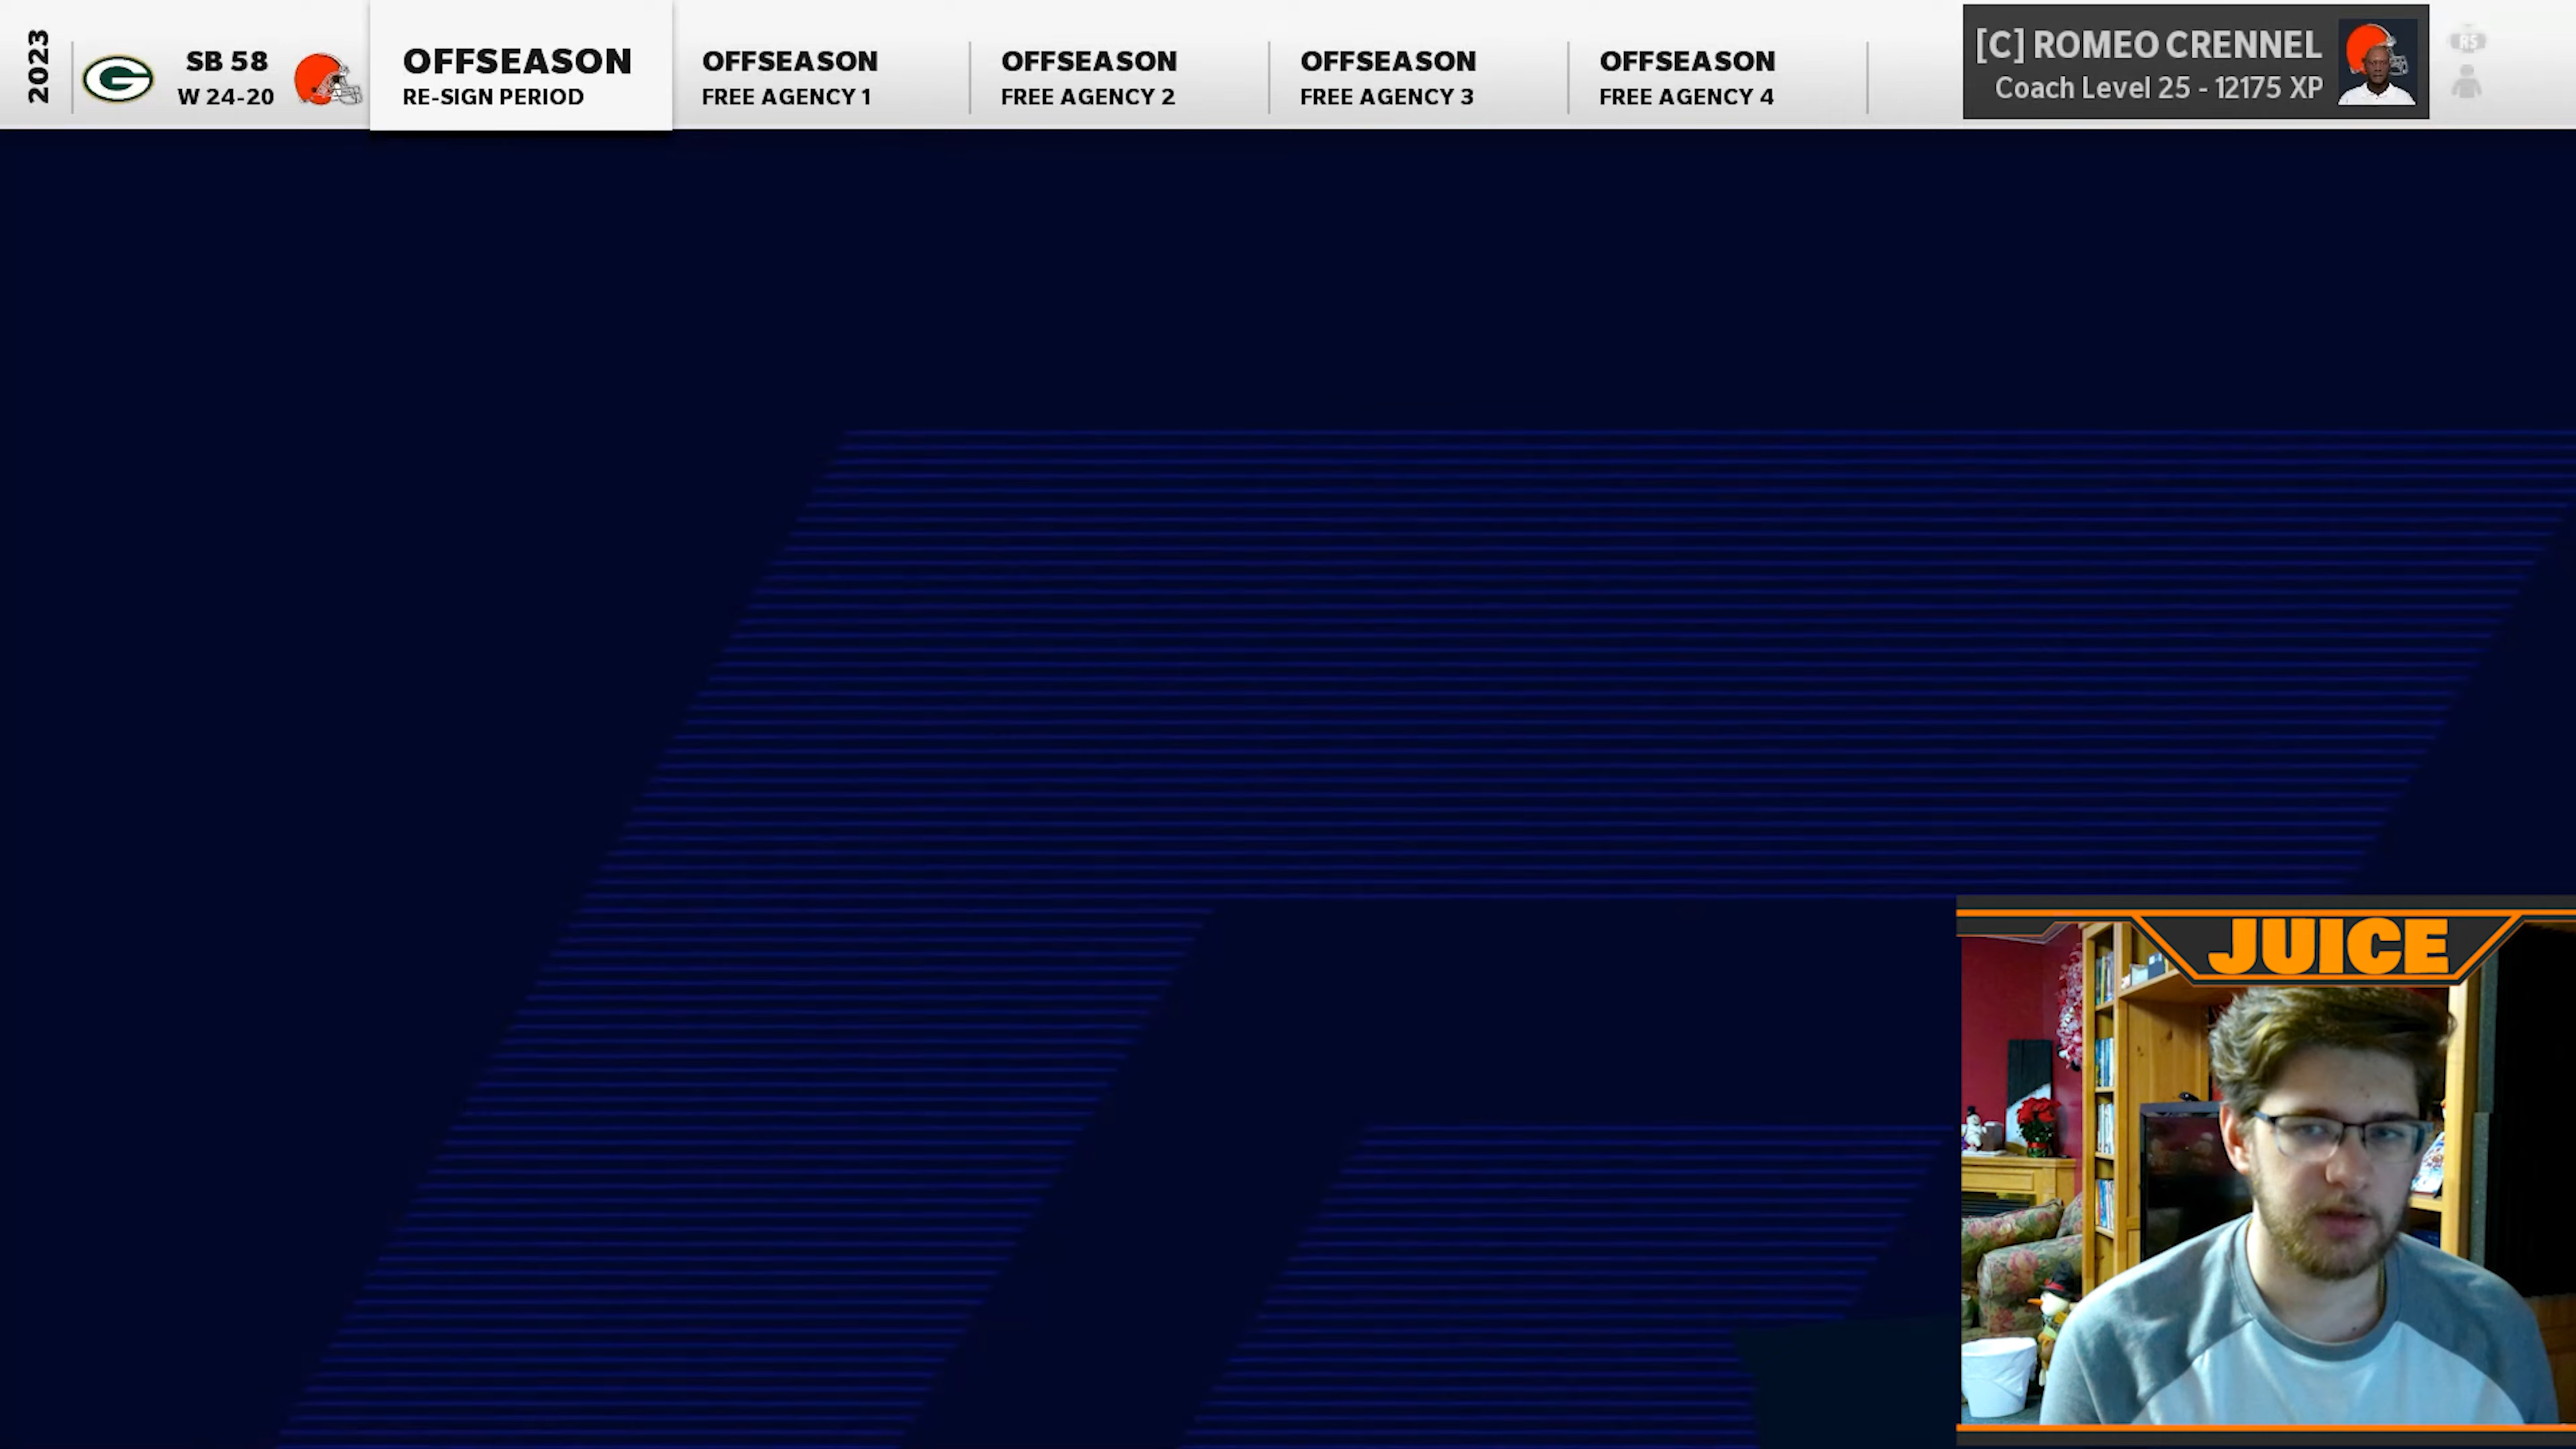 2023
SB 58
W 24-20
OFFSEASON
RE-SIGN PERIOD
OFFSEASON
FREE AGENCY 1
OFFSEASON
FREE AGENCY 2
OFFSEASON
FREE AGENCY 3
OFFSEASON
FREE AGENCY 4
[C] ROMEO CRENNEL
Coach Level 25 - 12175 XP
RS
JUICE